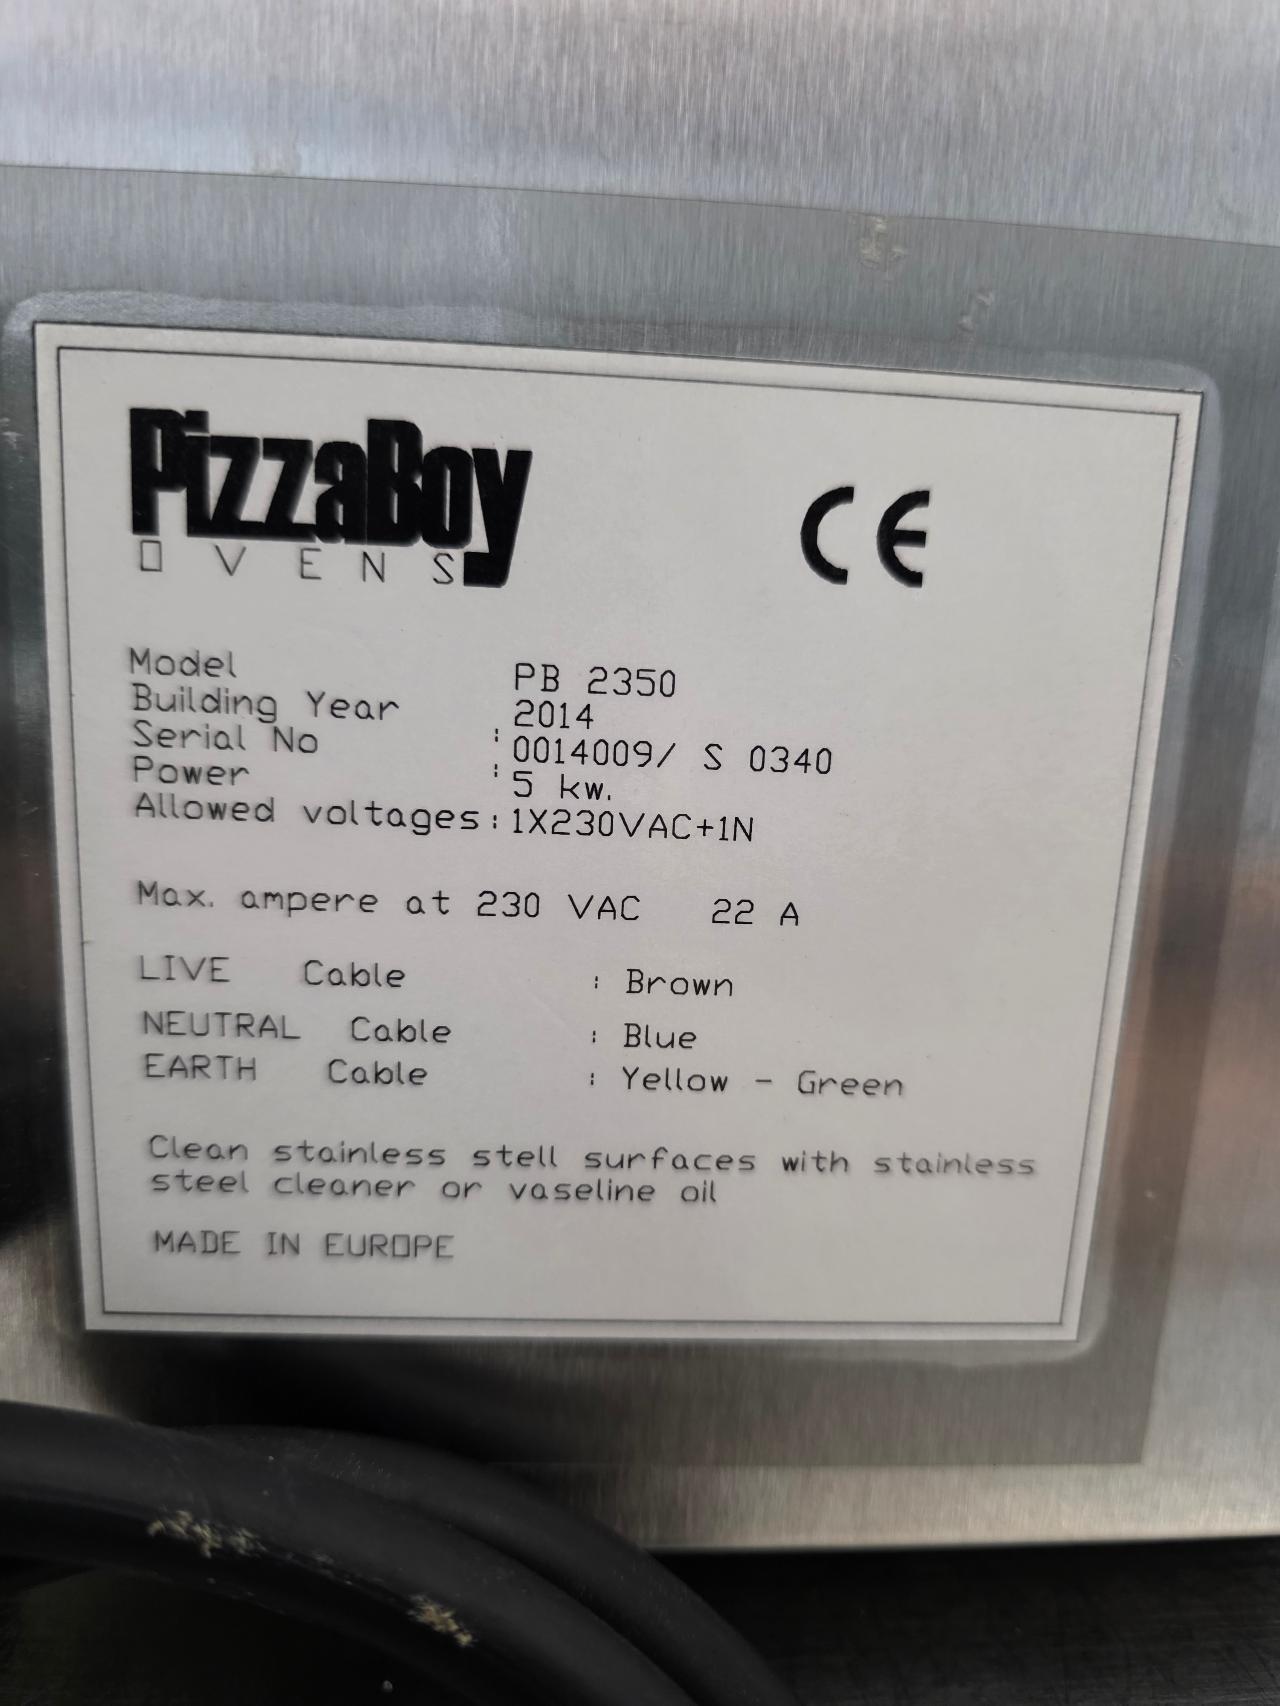 PizzaBoy
OVENS
CE
Model PB 2350
Building Year 2014
Serial No : 0014009/ S 0340
Power : 5 kw.
Allowed voltages: 1X230VAC+1N
Max. ampere at 230 VAC 22 A
LIVE Cable : Brown
NEUTRAL Cable : Blue
EARTH Cable : Yellow - Green
Clean stainless stell surfaces with stainless
steel cleaner or vaseline oil
MADE IN EUROPE